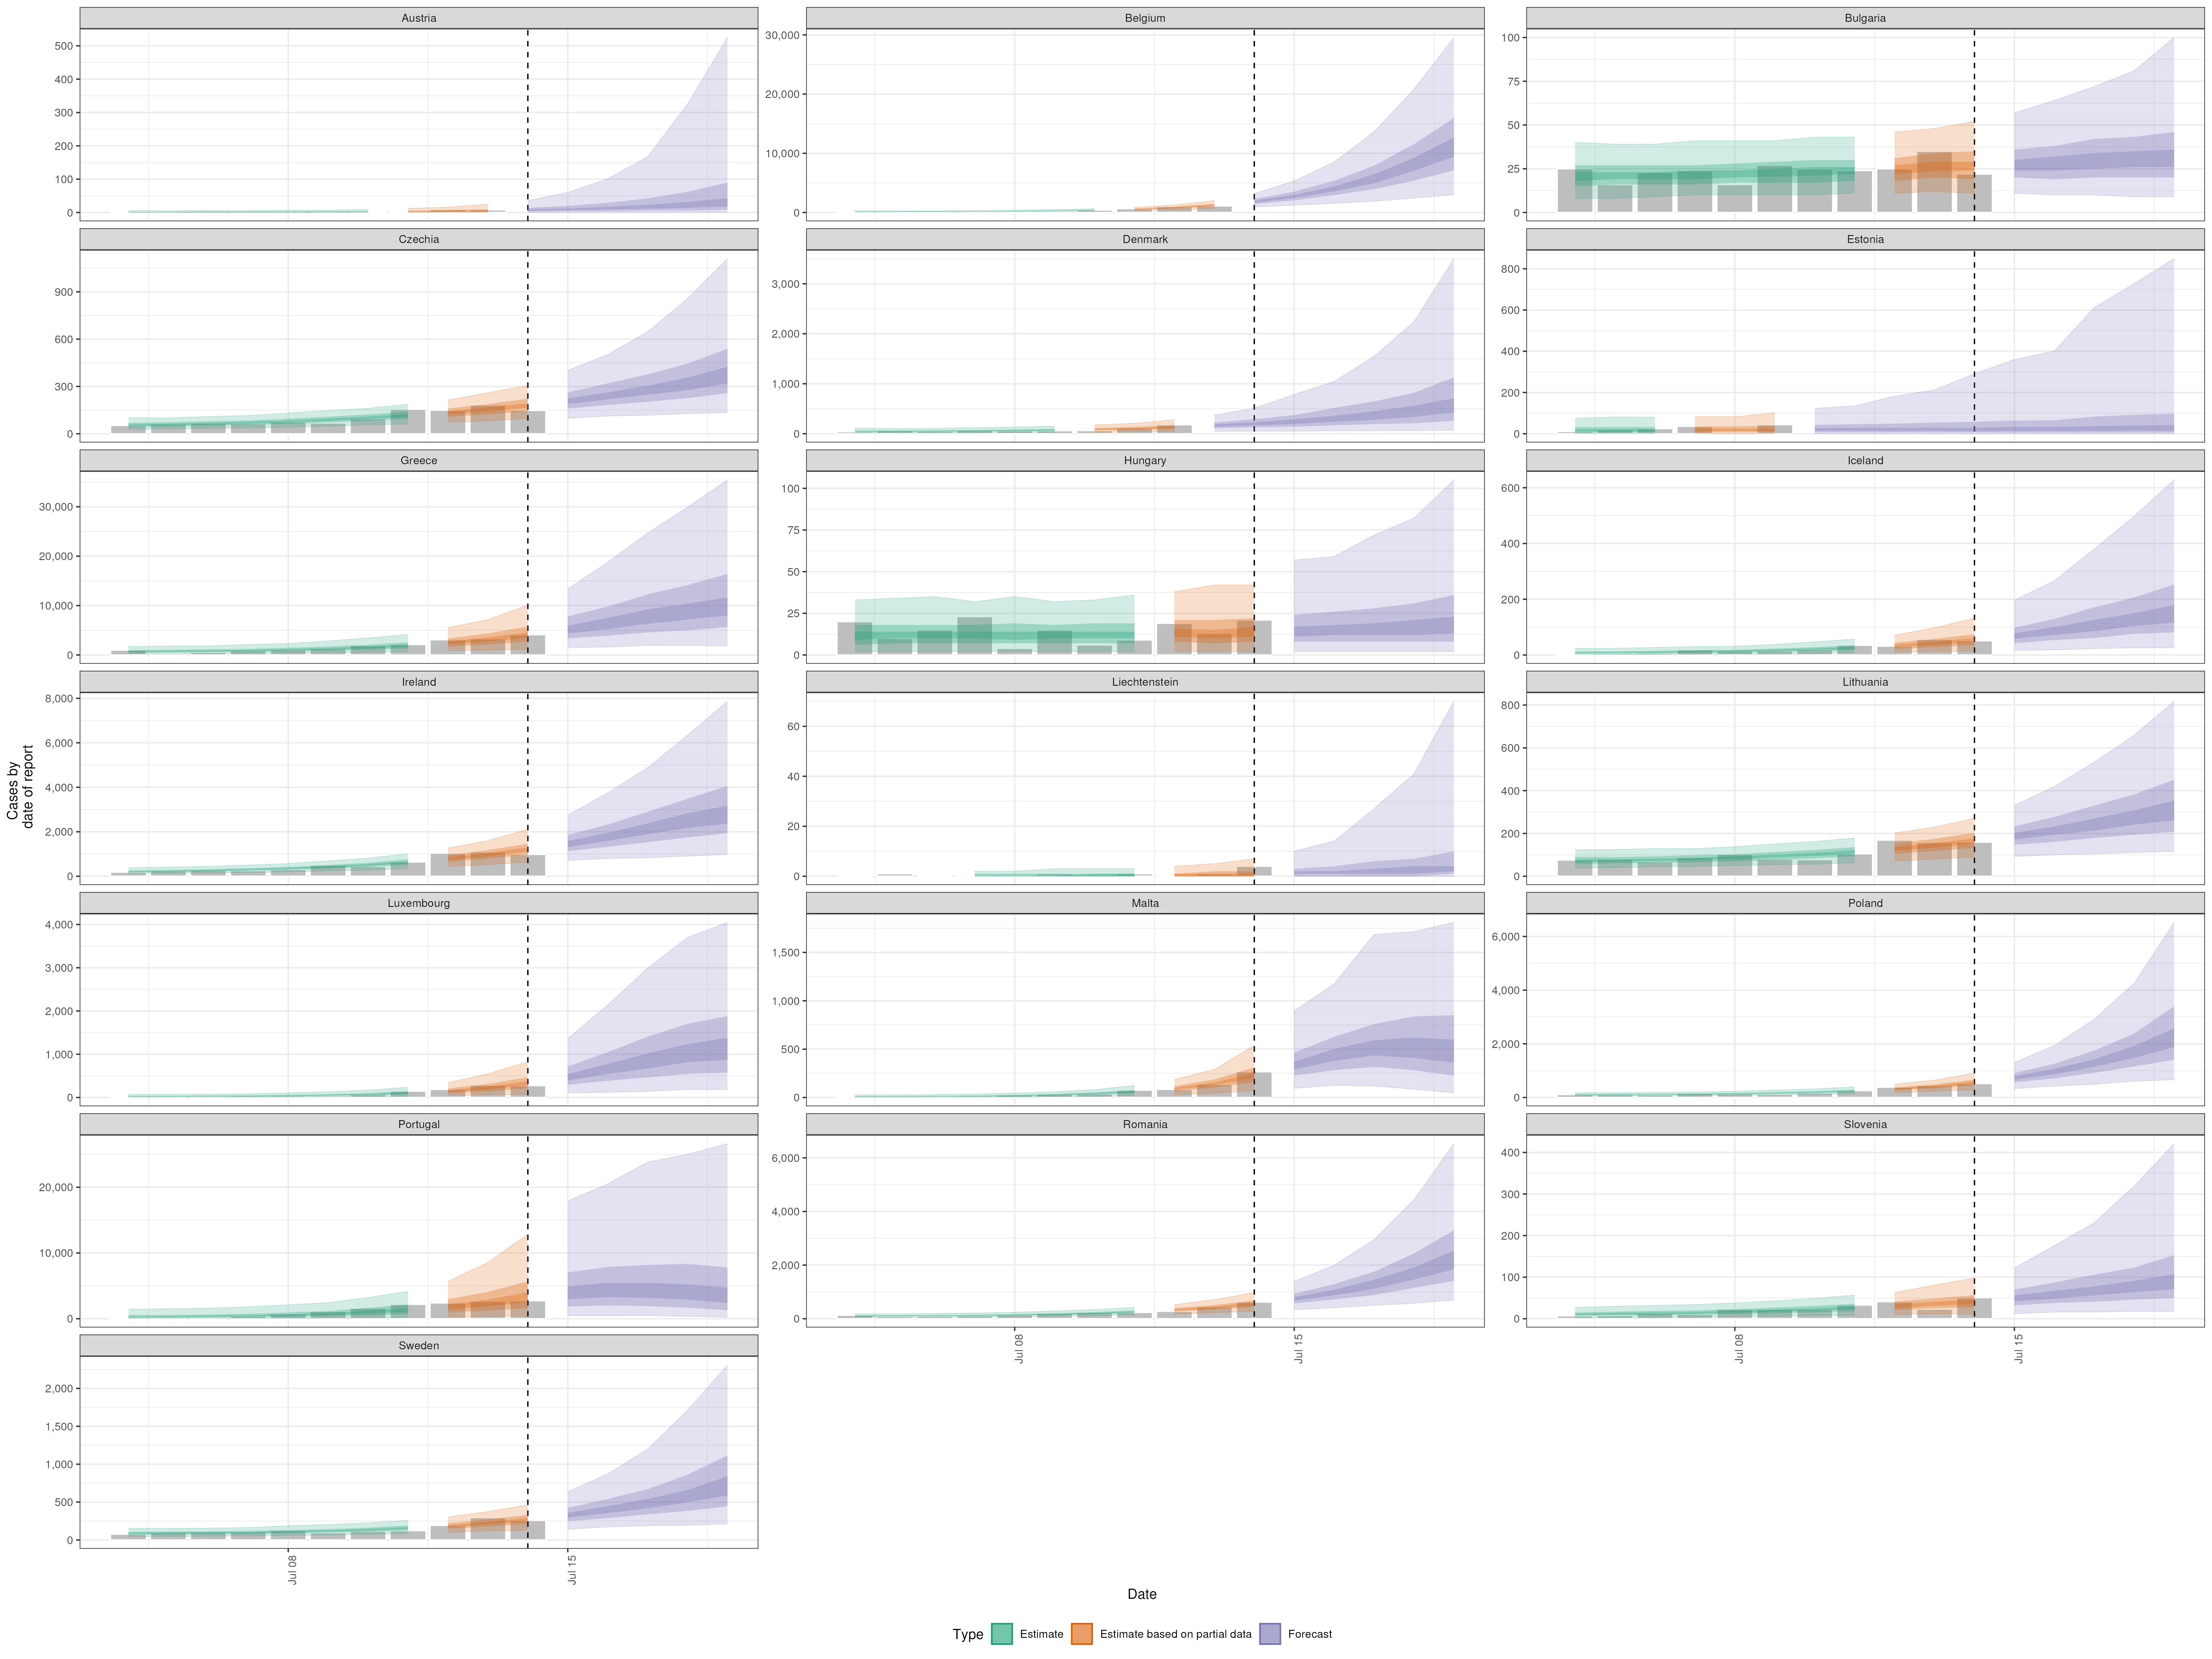 Austria
500
400
300
200
100
0
Belgium
30,000
20,000
10,000
0
Bulgaria
100
75
50
25
0
Czechia
900
600
300
0
Denmark
3,000
2,000
1,000
0
Estonia
800
600
400
200
0
Greece
30,000
20,000
10,000
0
Hungary
100
75
50
25
0
Iceland
600
400
200
0
Cases by
date of report
Ireland
8,000
6,000
4,000
2,000
0
Liechtenstein
60
40
20
0
Lithuania
800
600
400
200
0
Luxembourg
4,000
3,000
2,000
1,000
0
Malta
1,500
1,000
500
0
Poland
6,000
4,000
2,000
0
Portugal
20,000
10,000
0
Romania
6,000
4,000
2,000
0
Jul 08
Jul 15
Slovenia
400
300
200
100
0
Jul 08
Jul 15
Sweden
2,000
1,500
1,000
500
0
Jul 08
Jul 15
Date
Type Estimate Estimate based on partial data Forecast